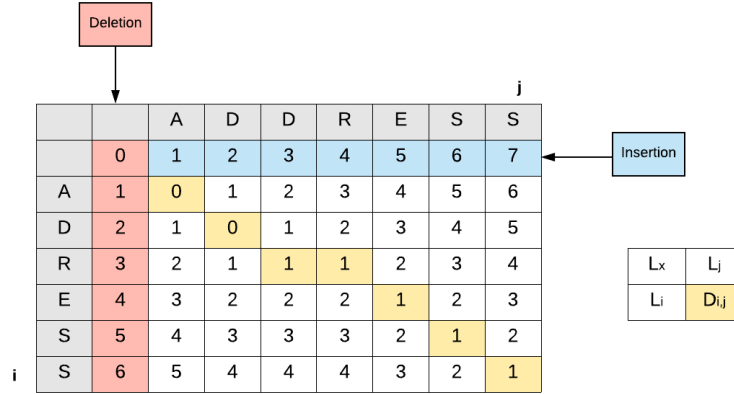 Deletion
j
A D D R E S S
0 1 2 3 4 5 6 7
Insertion
A 1 0 1 2 3 4 5 6
D 2 1 0 1 2 3 4 5
R 3 2 1 1 1 2 3 4
Lx Lj
E 4 3 2 2 2 1 2 3
Li Di,j
S 5 4 3 3 3 2 1 2
i
S 6 5 4 4 4 3 2 1